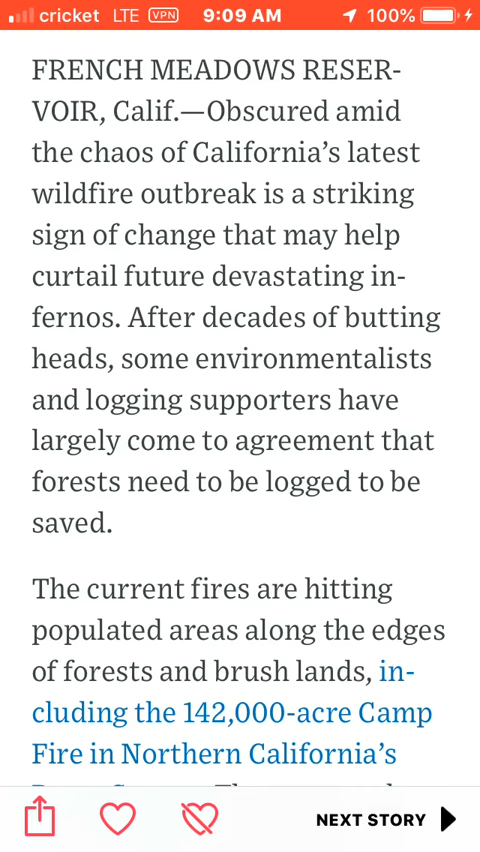 cricket LTE VPN 9:09 AM 100%
FRENCH MEADOWS RESER-
VOIR, Calif.—Obscured amid
the chaos of California’s latest
wildfire outbreak is a striking
sign of change that may help
curtail future devastating in-
fernos. After decades of butting
heads, some environmentalists
and logging supporters have
largely come to agreement that
forests need to be logged to be
saved.
The current fires are hitting
populated areas along the edges
of forests and brush lands, in-
cluding the 142,000-acre Camp
Fire in Northern California’s
NEXT STORY